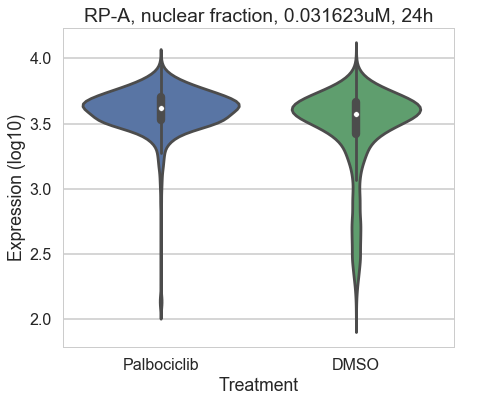 RP-A, nuclear fraction, 0.031623uM, 24h
Expression (log10)
4.0
3.5
3.0
2.5
2.0
Palbociclib DMSO
Treatment